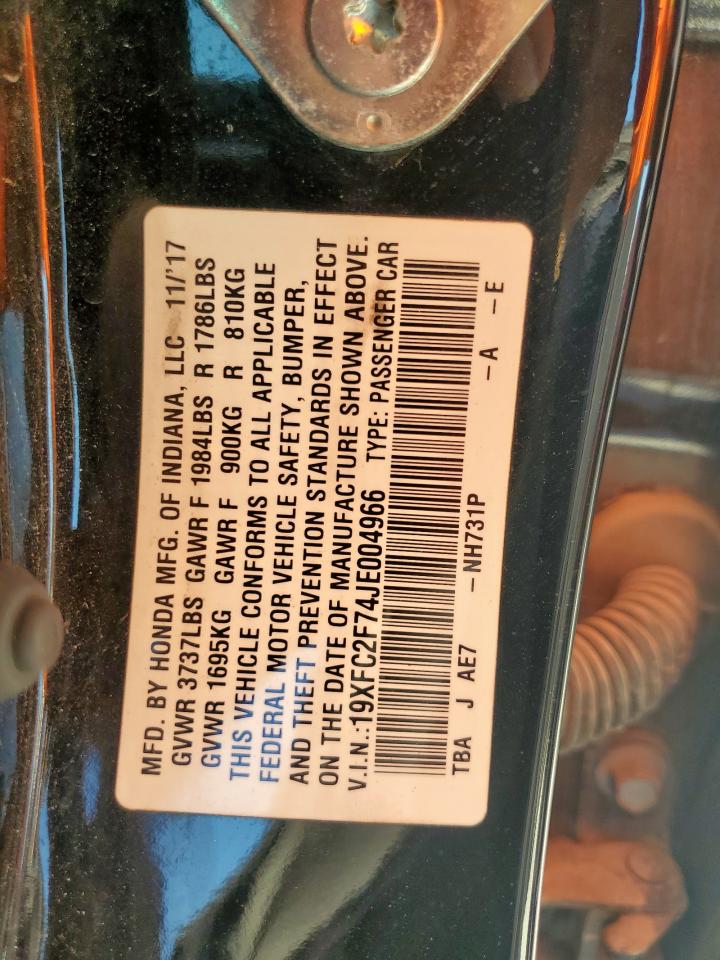 MFD. BY HONDA MFG. OF INDIANA, LLC 11/'17
GVWR 3737LBS GAWR F 1984LBS R 1786LBS
GVWR 1695KG GAWR F 900KG R 810KG
THIS VEHICLE CONFORMS TO ALL APPLICABLE
FEDERAL MOTOR VEHICLE SAFETY, BUMPER,
AND THEFT PREVENTION STANDARDS IN EFFECT
ON THE DATE OF MANUFACTURE SHOWN ABOVE.
V.I.N.:19XFC2F74JE004966 TYPE: PASSENGER CAR
TBA J AE7 -NH731P -A -E